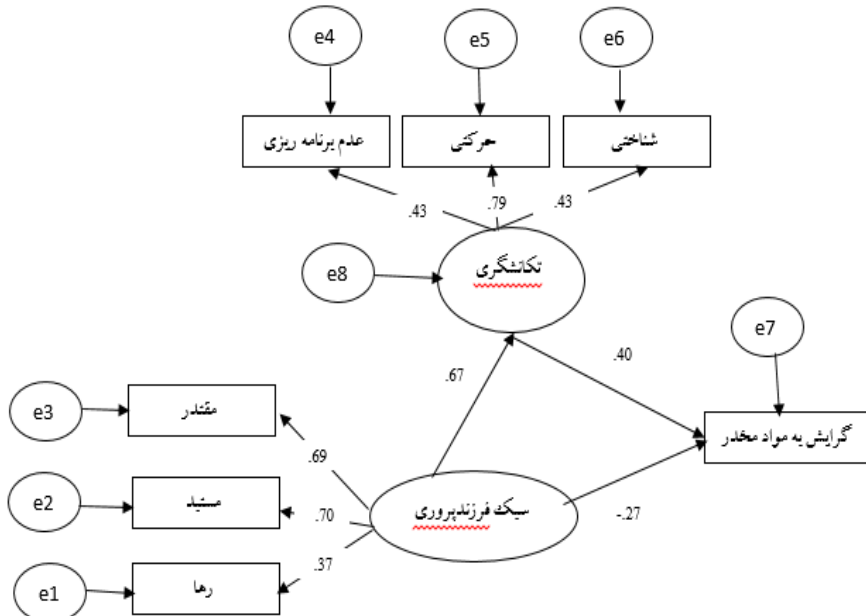 e4
e5
e6
عدم برنامه ریزی
حرکتی
شناختی
.43
.79
.43
تکانشگری
e8
e7
.67
.40
گرایش به مواد مخدر
e3
مقتدر
.69
e2
مستبد
.70
سبک فرزندپروری
-.27
.37
e1
رها